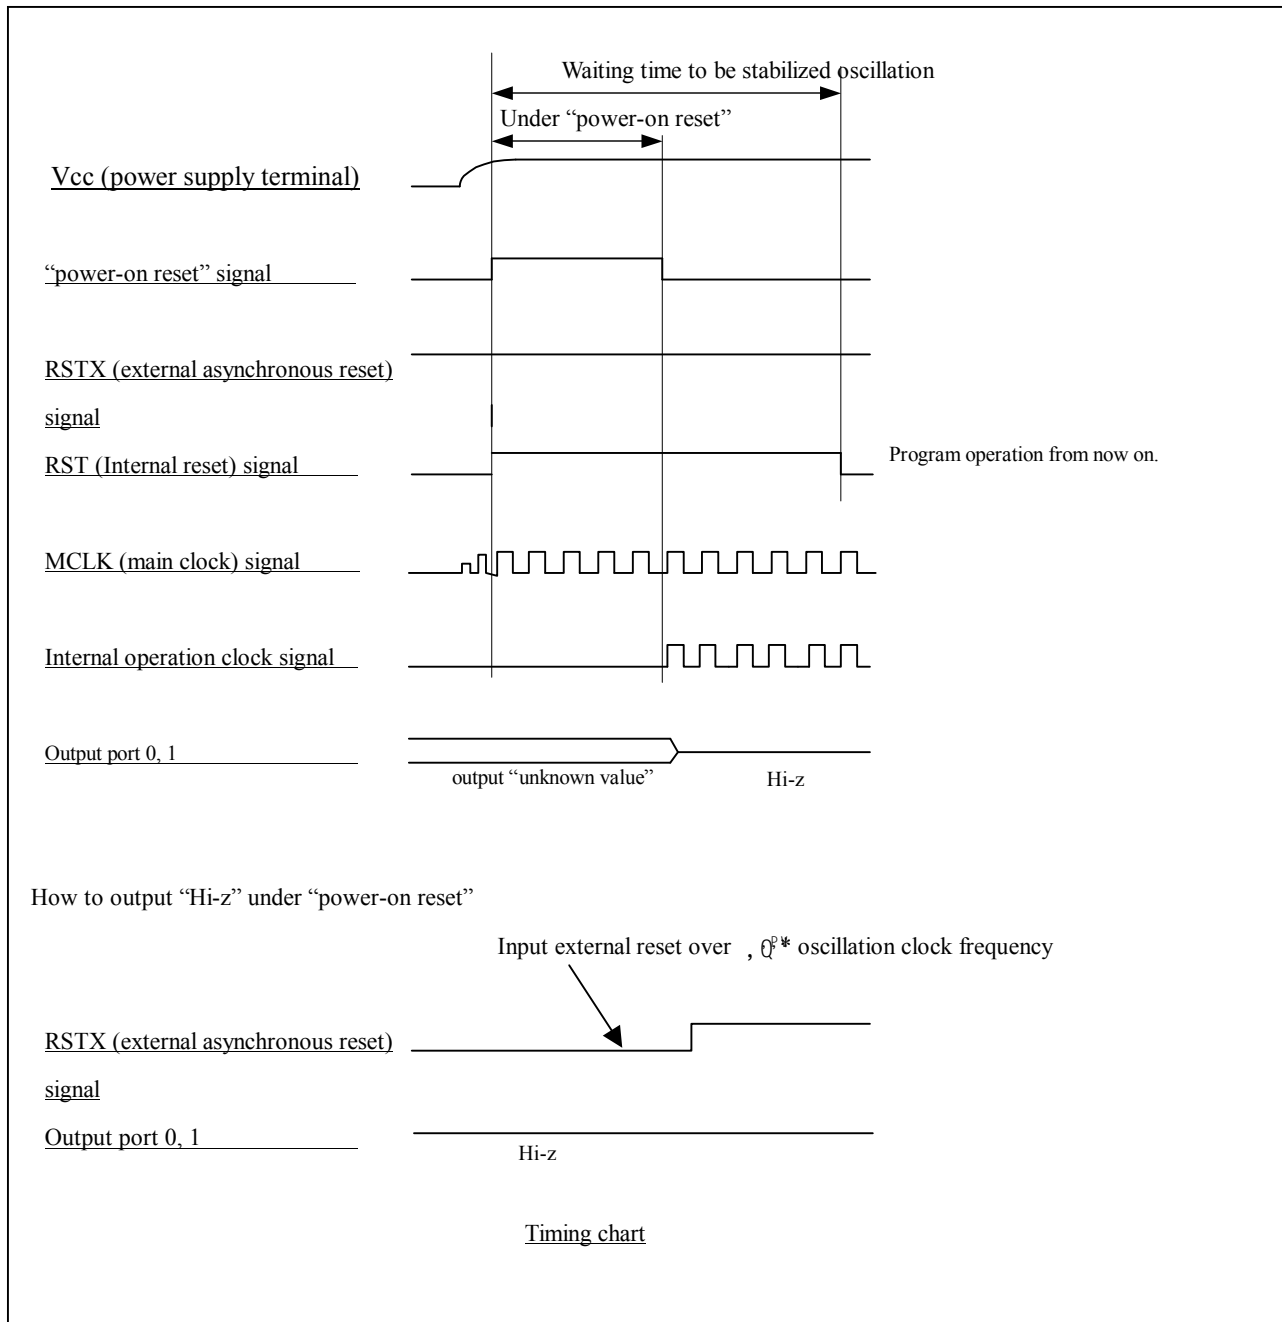 Waiting time to be stabilized oscillation
Under “power-on reset”
Vcc (power supply terminal)
“power-on reset” signal
RSTX (external asynchronous reset)
signal
RST (Internal reset) signal
Program operation from now on.
MCLK (main clock) signal
Internal operation clock signal
Output port 0, 1
output “unknown value”
Hi-z
How to output “Hi-z” under “power-on reset”
Input external reset over , * oscillation clock frequency
RSTX (external asynchronous reset)
signal
Output port 0, 1
Hi-z
Timing chart